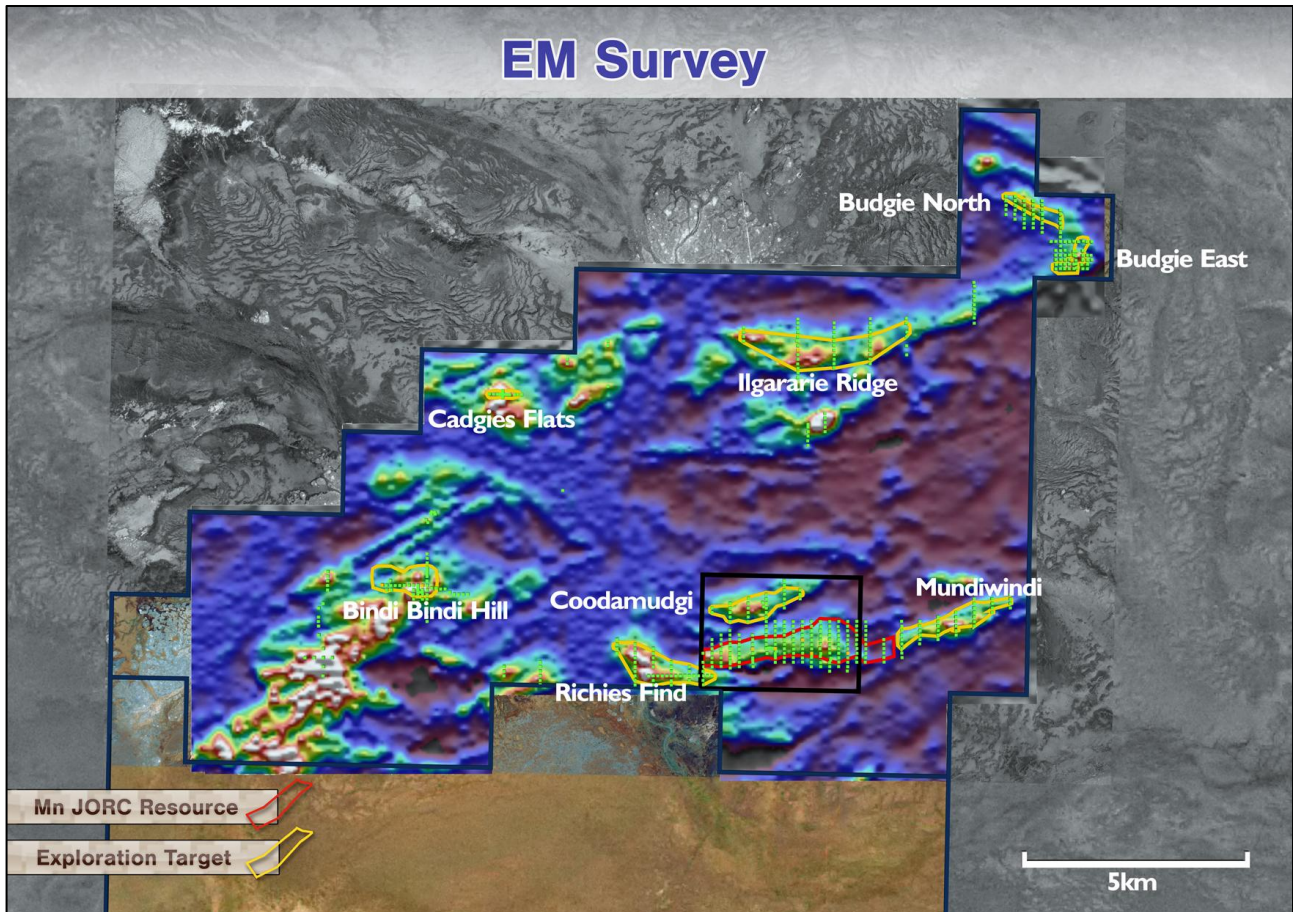 EM Survey
Budgie North
Budgie East
Ilgararie Ridge
Cadgies Flats
Mundiwindi
Coodamudgi
Bindi Bindi Hill
Richies Find
Mn JORC Resource
Exploration Target
5km